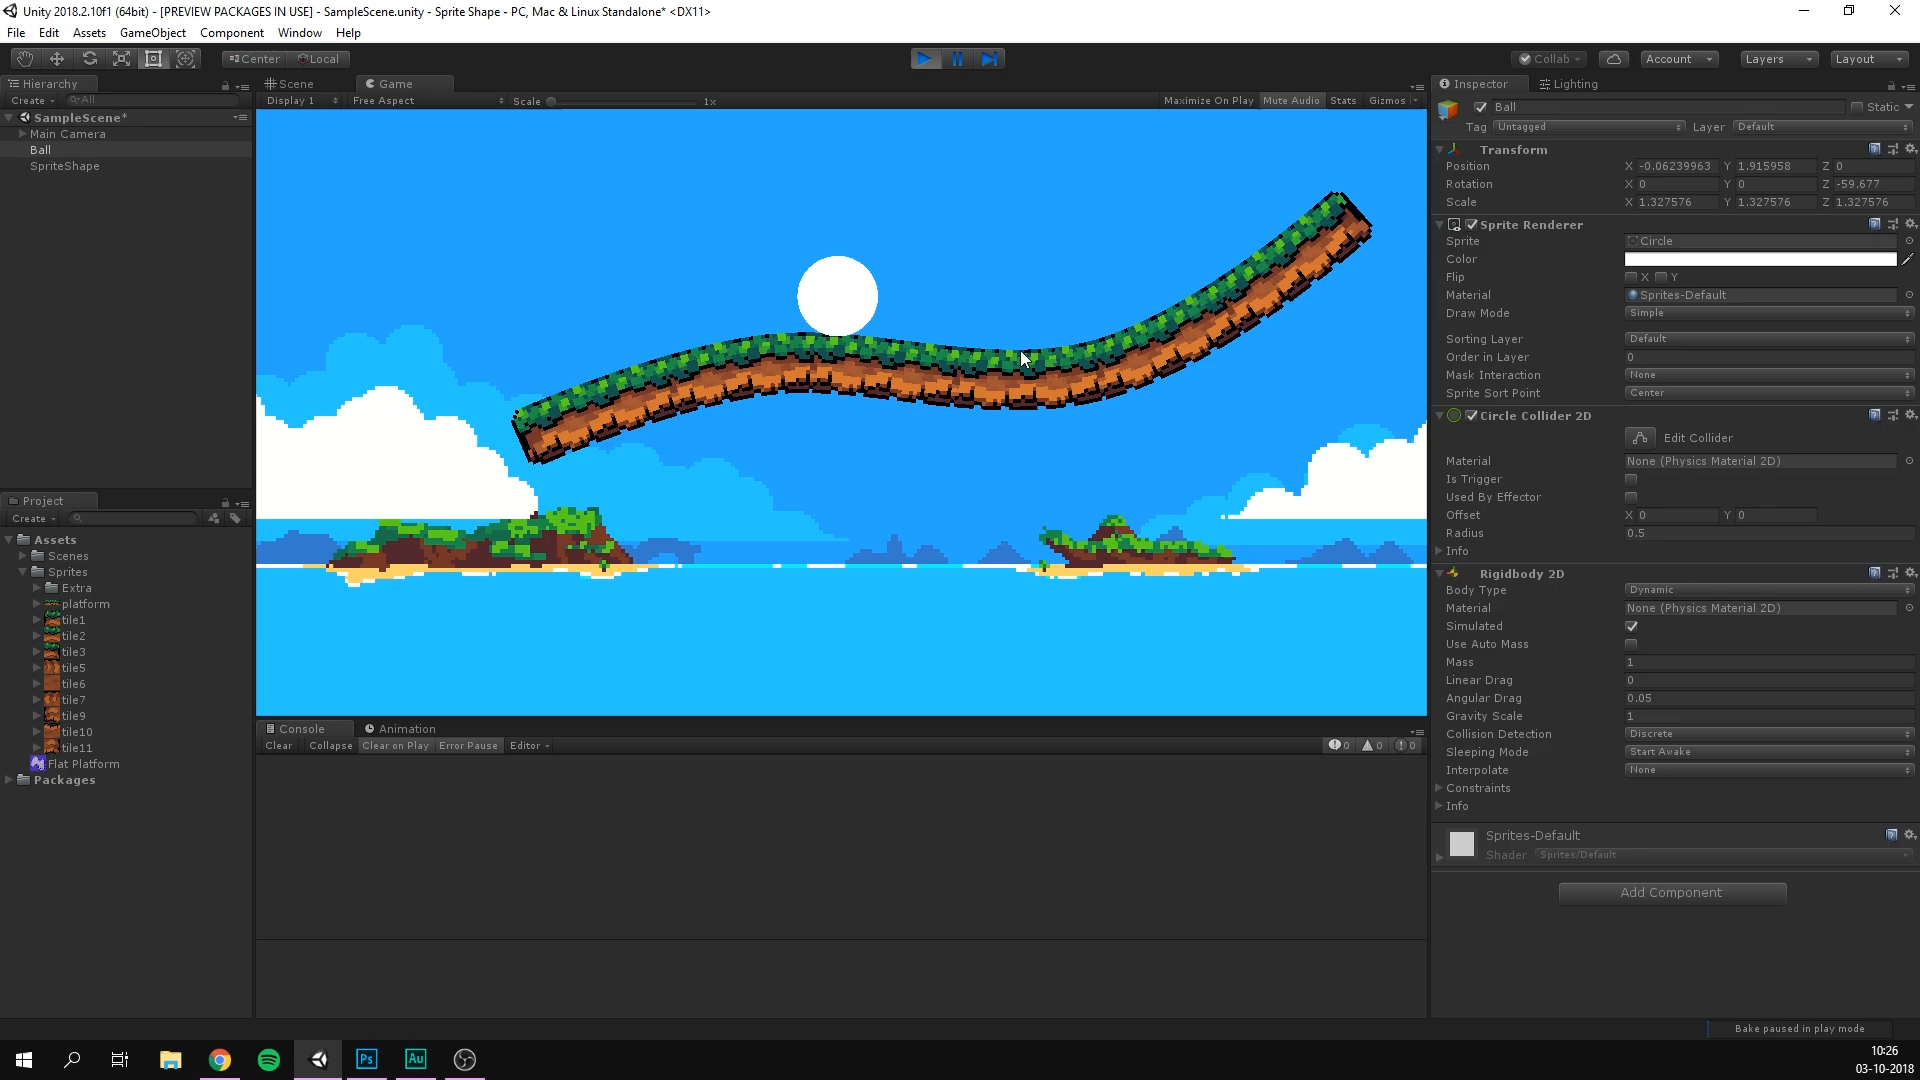 Unity 2018.2.10f1 (64bit) - [PREVIEW PACKAGES IN USE] - SampleScene.unity - Sprite Shape - PC, Mac & Linux Standalone* <DX11>
File Edit Assets GameObject Component Window Help
Center Local Collab Account Layers Layout
Hierarchy Scene Game Inspector Lighting
Create All Display 1 Free Aspect Scale 1x Maximize On Play Mute Audio Stats Gizmos
SampleScene*
Main Camera
Ball
SpriteShape
Ball Static
Tag Untagged Layer Default
Transform
Position X -0.06239963 Y 1.915958 Z 0
Rotation X 0 Y 0 Z -59.677
Scale X 1.327576 Y 1.327576 Z 1.327576
Sprite Renderer
Sprite Circle
Color
Flip X Y
Material Sprites-Default
Draw Mode Simple
Sorting Layer Default
Order in Layer 0
Mask Interaction None
Sprite Sort Point Center
Circle Collider 2D
Edit Collider
Material None (Physics Material 2D)
Is Trigger
Used By Effector
Offset X 0 Y 0
Radius 0.5
Info
Rigidbody 2D
Body Type Dynamic
Material None (Physics Material 2D)
Simulated
Use Auto Mass
Mass 1
Linear Drag 0
Angular Drag 0.05
Gravity Scale 1
Collision Detection Discrete
Sleeping Mode Start Awake
Interpolate None
Constraints
Info
Sprites-Default
Shader Sprites/Default
Add Component
Project
Create
Assets
Scenes
Sprites
Extra
platform
tile1
tile2
tile3
tile5
tile6
tile7
tile9
tile10
tile11
Flat Platform
Packages
Console Animation
Clear Collapse Clear on Play Error Pause Editor 0 0 0
Bake paused in play mode
Ps Au
10:26
03-10-2018